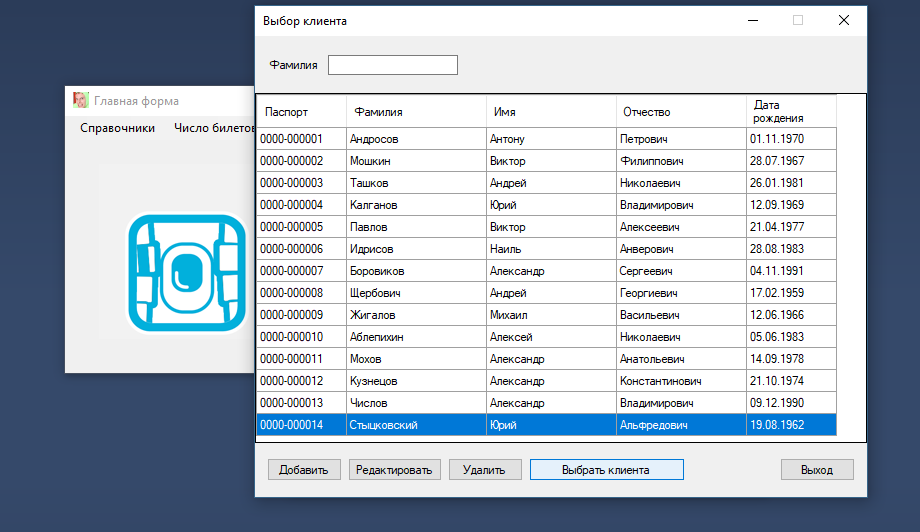 Выбор клиента
Фамилия
Главная форма
Справочники Число билетов
Паспорт Фамилия Имя Отчество Дата рождения
0000-000001 Андросов Антону Петрович 01.11.1970
0000-000002 Мошкин Виктор Филиппович 28.07.1967
0000-000003 Ташков Андрей Николаевич 26.01.1981
0000-000004 Калганов Юрий Владимирович 12.09.1969
0000-000005 Павлов Виктор Алексеевич 21.04.1977
0000-000006 Идрисов Наиль Анверович 28.08.1983
0000-000007 Боровиков Александр Сергеевич 04.11.1991
0000-000008 Щербович Андрей Георгиевич 17.02.1959
0000-000009 Жигалов Михаил Васильевич 12.06.1966
0000-000010 Аблепихин Алексей Николаевич 05.06.1983
0000-000011 Мохов Александр Анатольевич 14.09.1978
0000-000012 Кузнецов Александр Константинович 21.10.1974
0000-000013 Числов Александр Владимирович 09.12.1990
0000-000014 Стыцковский Юрий Альфредович 19.08.1962
Добавить Редактировать Удалить Выбрать клиента Выход